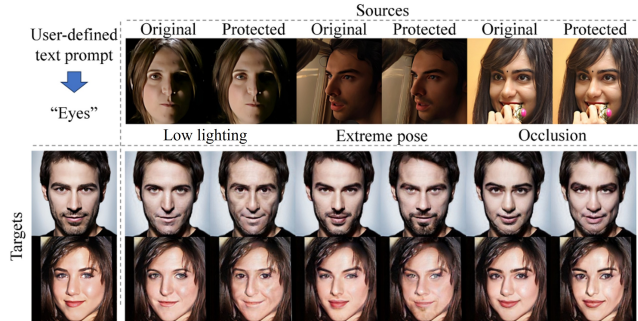 Sources
User-defined
text prompt
Original Protected Original Protected Original Protected
“Eyes”
Low lighting Extreme pose Occlusion
Targets